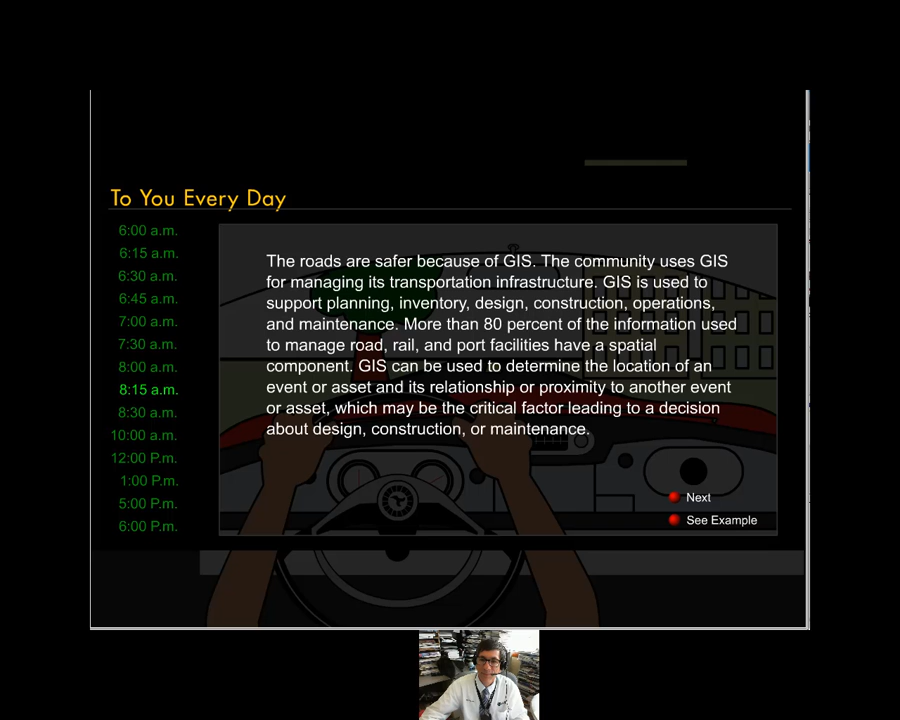 To You Every Day
6:00 a.m.
6:15 a.m.
6:30 a.m.
6:45 a.m.
7:00 a.m.
7:30 a.m.
8:00 a.m.
8:15 a.m.
8:30 a.m.
10:00 a.m.
12:00 P.m.
1:00 P.m.
5:00 P.m.
6:00 P.m.
The roads are safer because of GIS. The community uses GIS
for managing its transportation infrastructure. GIS is used to
support planning, inventory, design, construction, operations,
and maintenance. More than 80 percent of the information used
to manage road, rail, and port facilities have a spatial
component. GIS can be used to determine the location of an
event or asset and its relationship or proximity to another event
or asset, which may be the critical factor leading to a decision
about design, construction, or maintenance.
Next
See Example